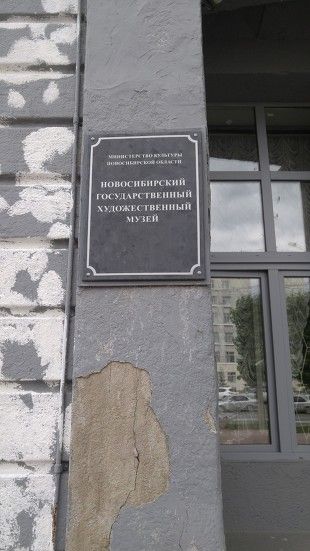 МИНИСТЕРСТВО КУЛЬТУРЫ
НОВОСИБИРСКОЙ ОБЛАСТИ
НОВОСИБИРСКИЙ
ГОСУДАРСТВЕННЫЙ
ХУДОЖЕСТВЕННЫЙ
МУЗЕЙ